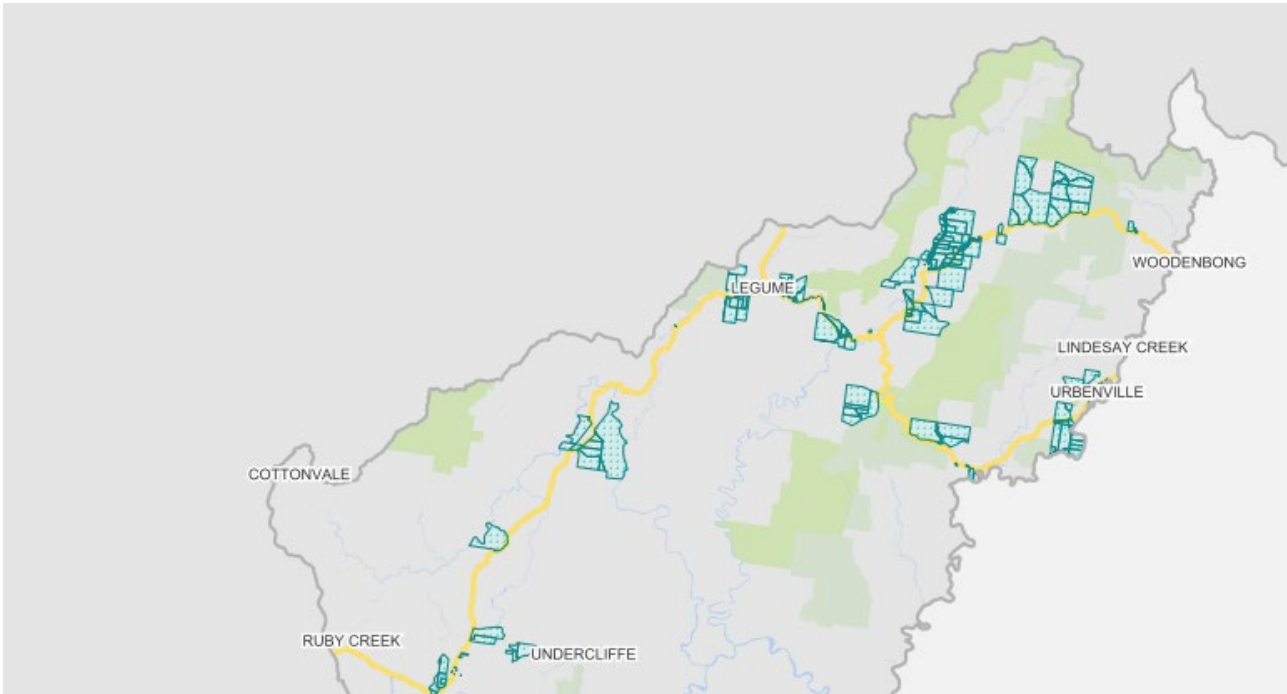 WOODENBONG
LEGUME
LINDESAY CREEK
URBENVILLE
COTTONVALE
RUBY CREEK
UNDERCLIFFE